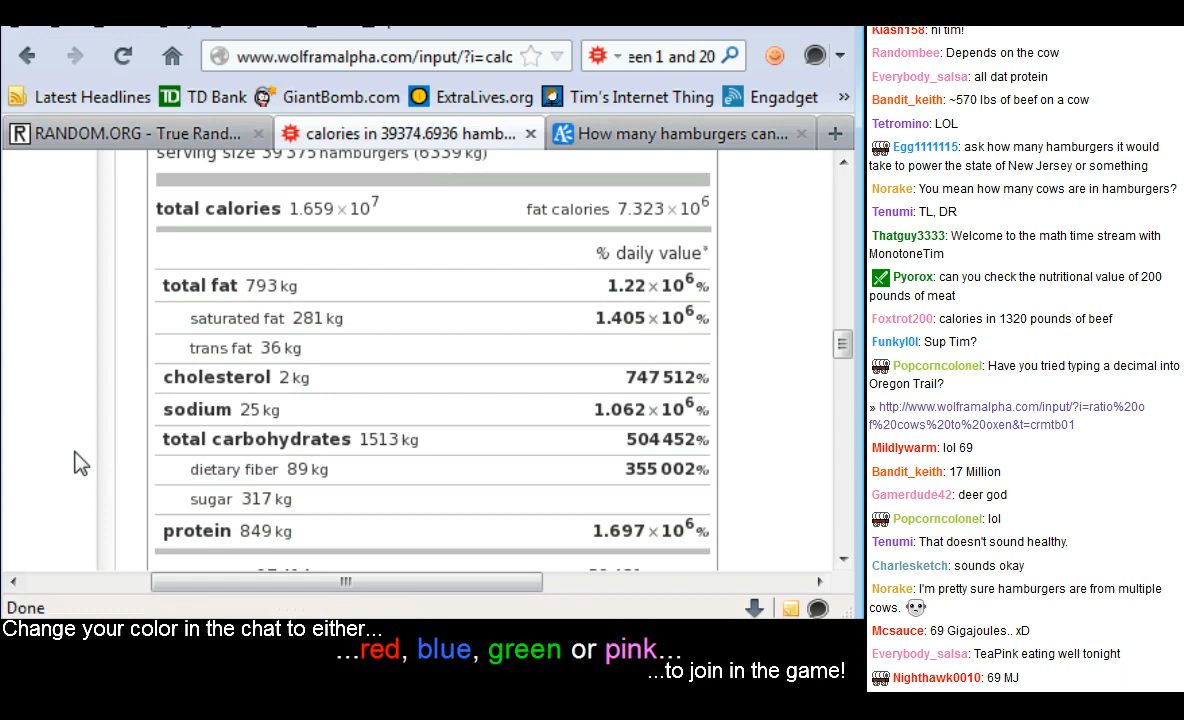 www.wolframalpha.com/input/?i=calc
een 1 and 20
Latest Headlines
TD TD Bank
GiantBomb.com
ExtraLives.org
Tim's Internet Thing
Engadget
»
R RANDOM.ORG - True Rand... ×
calories in 39374.6936 hamb... ×
How many hamburgers can... ×
+
serving size 39375 hamburgers (6339kg)
total calories 1.659×10⁷ fat calories 7.323×10⁶
% daily value*
total fat 793 kg 1.22×10⁶%
saturated fat 281 kg 1.405×10⁶%
trans fat 36 kg
cholesterol 2 kg 747 512%
sodium 25 kg 1.062×10⁶%
total carbohydrates 1513 kg 504 452%
dietary fiber 89 kg 355 002%
sugar 317 kg
protein 849 kg 1.697×10⁶%
Done
Change your color in the chat to either...
...red, blue, green or pink...
...to join in the game!
Klash158: hi tim!
Randombee: Depends on the cow
Everybody_salsa: all dat protein
Bandit_keith: ~570 lbs of beef on a cow
Tetromino: LOL
Egg1111115: ask how many hamburgers it would
take to power the state of New Jersey or something
Norake: You mean how many cows are in hamburgers?
Tenumi: TL, DR
Thatguy3333: Welcome to the math time stream with
MonotoneTim
Pyorox: can you check the nutritional value of 200
pounds of meat
Foxtrot200: calories in 1320 pounds of beef
Funkyl0l: Sup Tim?
Popcorncolonel: Have you tried typing a decimal into
Oregon Trail?
» http://www.wolframalpha.com/input/?i=ratio%20o
f%20cows%20to%20oxen&t=crmtb01
Mildlywarm: lol 69
Bandit_keith: 17 Million
Gamerdude42: deer god
Popcorncolonel: lol
Tenumi: That doesn't sound healthy.
Charlesketch: sounds okay
Norake: I'm pretty sure hamburgers are from multiple
cows.
Mcsauce: 69 Gigajoules.. xD
Everybody_salsa: TeaPink eating well tonight
Nighthawk0010: 69 MJ